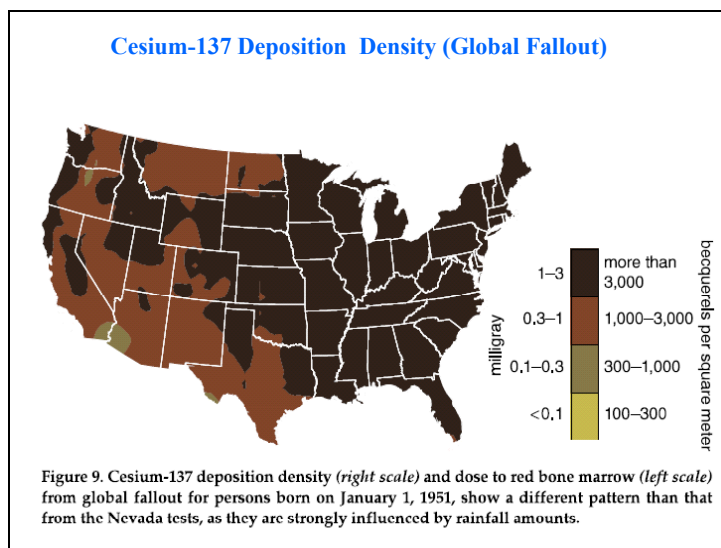 Cesium-137 Deposition Density (Global Fallout)
1–3
more than
3,000
0.3–1
1,000–3,000
0.1–0.3
300–1,000
<0.1
100–300
milligray
becquerels per square meter
Figure 9. Cesium-137 deposition density (right scale) and dose to red bone marrow (left scale)
from global fallout for persons born on January 1, 1951, show a different pattern than that
from the Nevada tests, as they are strongly influenced by rainfall amounts.